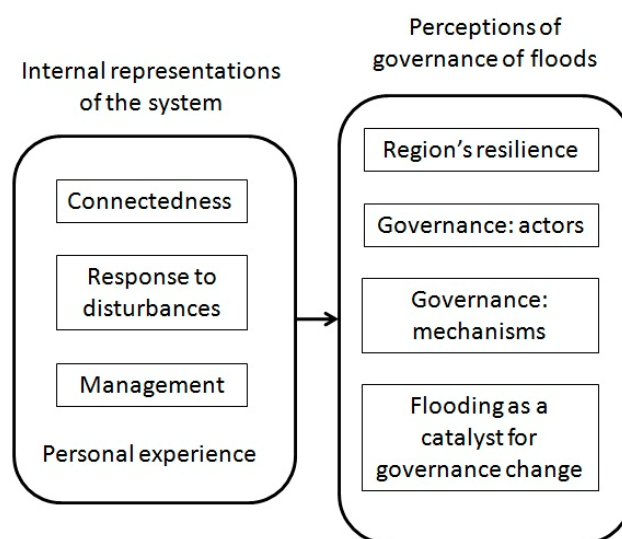 Internal representations
of the system
Connectedness
Response to
disturbances
Management
Personal experience
Perceptions of
governance of floods
Region's resilience
Governance: actors
Governance:
mechanisms
Flooding as a
catalyst for
governance change